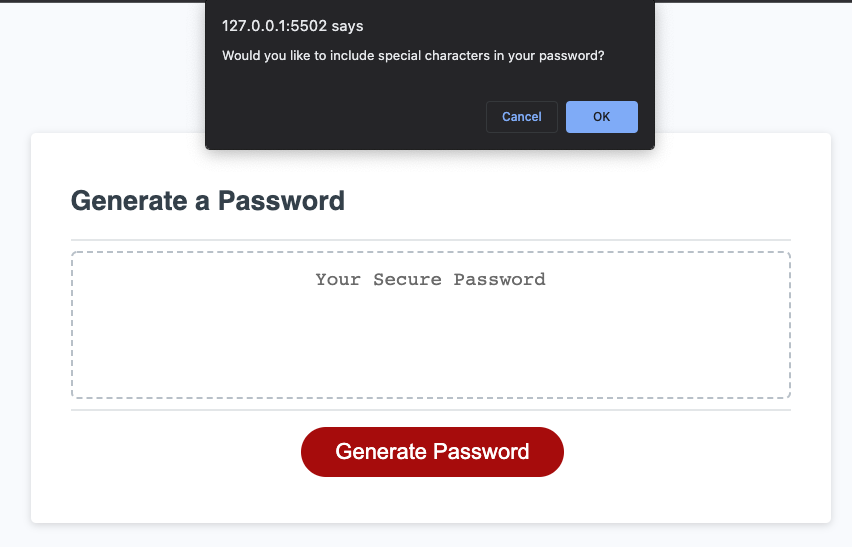 127.0.0.1:5502 says
Would you like to include special characters in your password?
Cancel OK
Generate a Password
Your Secure Password
Generate Password